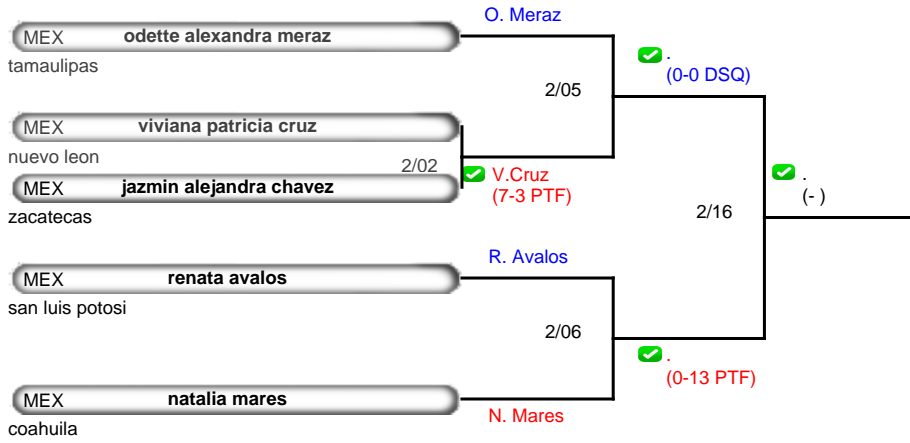 O. Meraz
MEX odette alexandra meraz
tamaulipas
.
(0-0 DSQ)
2/05
MEX viviana patricia cruz
nuevo leon
2/02
V.Cruz
(7-3 PTF)
MEX jazmin alejandra chavez
zacatecas
.
(- )
2/16
R. Avalos
MEX renata avalos
san luis potosi
2/06
.
(0-13 PTF)
MEX natalia mares
N. Mares
coahuila